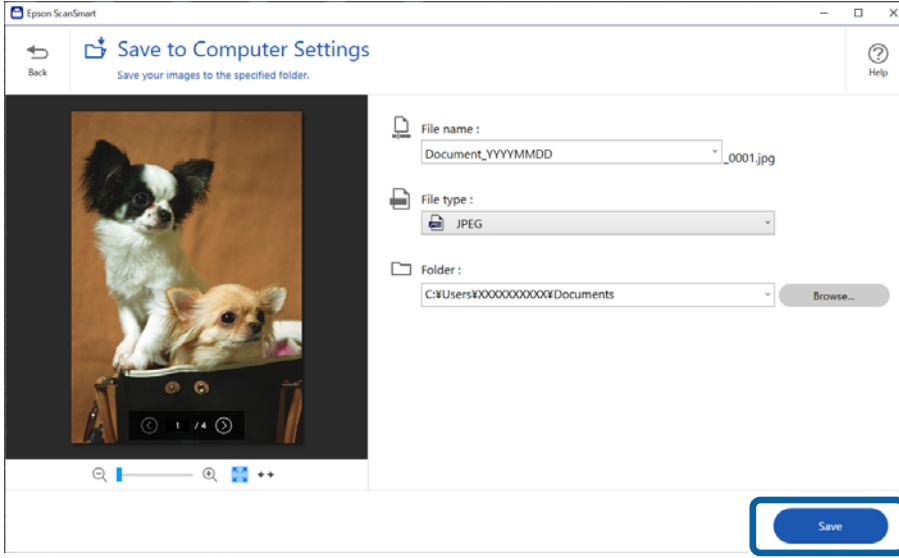 Epson ScanSmart
Back
Save to Computer Settings
Save your images to the specified folder.
Help
File name :
Document_YYYYMMDD
_0001.jpg
File type :
JPEG
Folder :
C:¥Users¥XXXXXXXXXX¥Documents
Browse...
1 / 4
Save